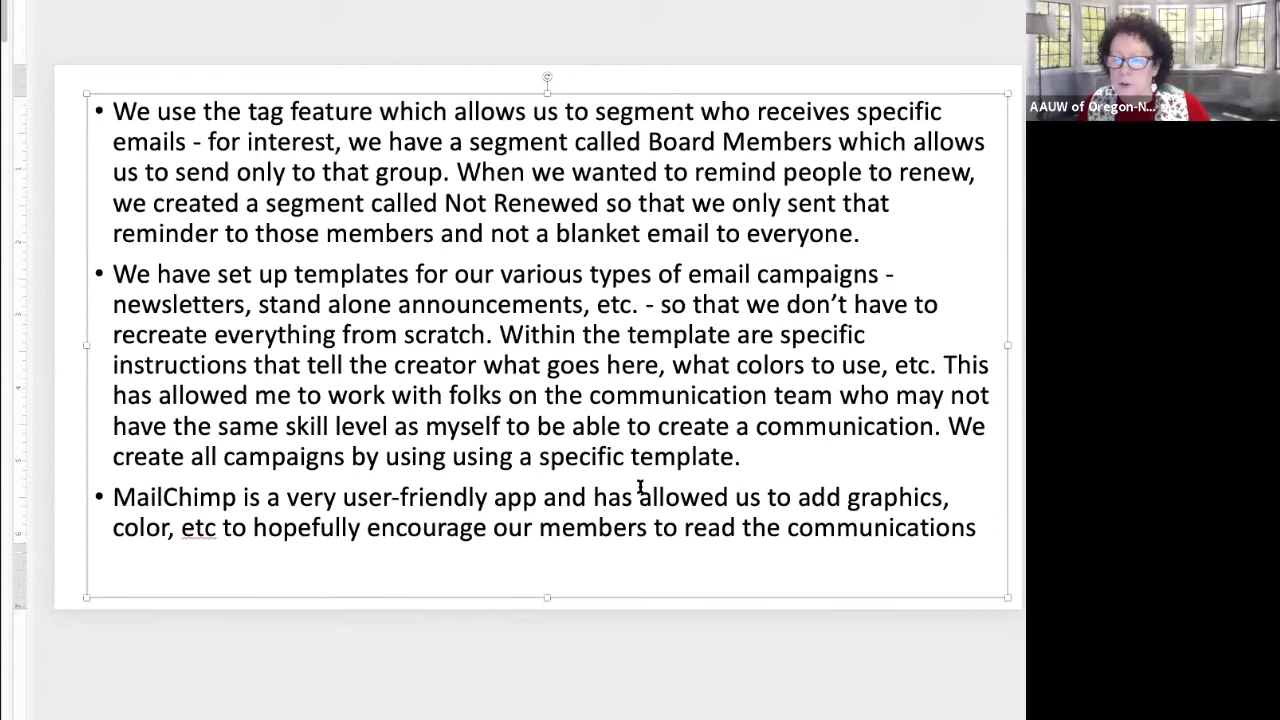 • We use the tag feature which allows us to segment who receives specific
emails - for interest, we have a segment called Board Members which allows
us to send only to that group. When we wanted to remind people to renew,
we created a segment called Not Renewed so that we only sent that
reminder to those members and not a blanket email to everyone.
• We have set up templates for our various types of email campaigns -
newsletters, stand alone announcements, etc. - so that we don’t have to
recreate everything from scratch. Within the template are specific
instructions that tell the creator what goes here, what colors to use, etc. This
has allowed me to work with folks on the communication team who may not
have the same skill level as myself to be able to create a communication. We
create all campaigns by using using a specific template.
• MailChimp is a very user-friendly app and has allowed us to add graphics,
color, etc to hopefully encourage our members to read the communications
AAUW of Oregon-N...